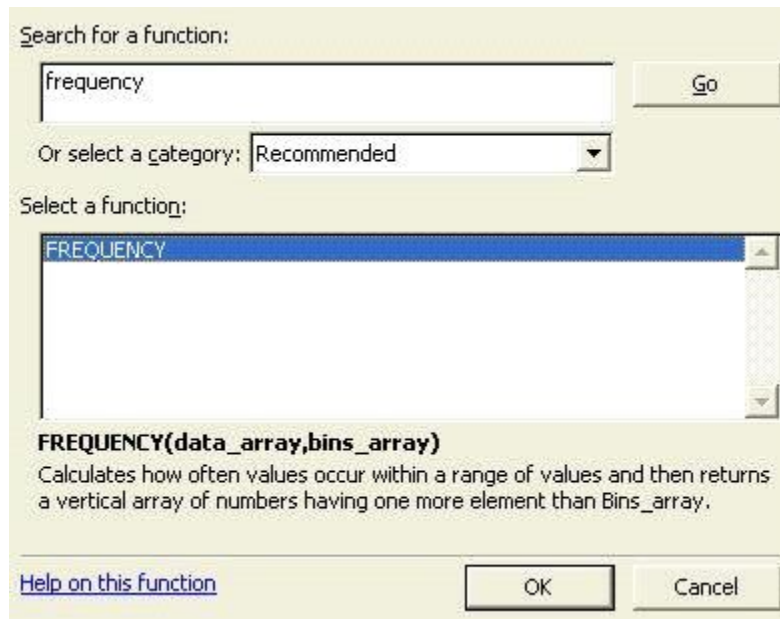 Search for a function:
frequency
Go
Or select a category: Recommended
Select a function:
FREQUENCY
FREQUENCY(data_array,bins_array)
Calculates how often values occur within a range of values and then returns
a vertical array of numbers having one more element than Bins_array.
Help on this function
OK
Cancel